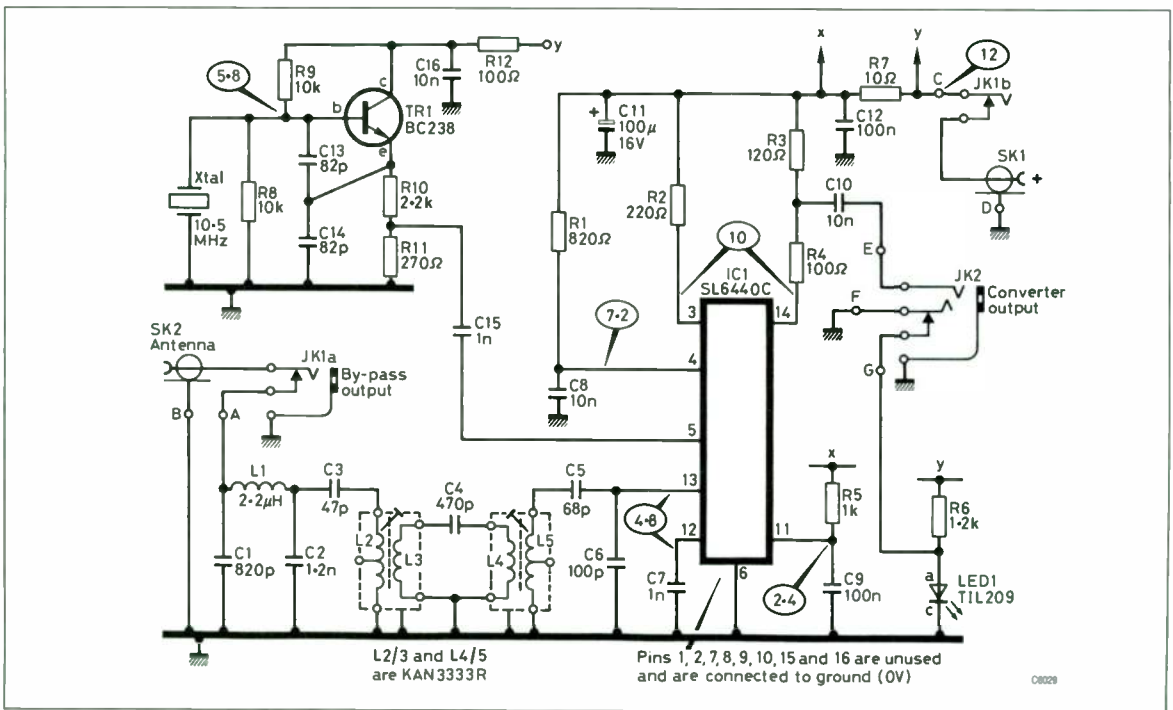 R9
10k
5·8
b
c
e
TR1
BC238
C16
10n
R12
100Ω
y
Xtal
10·5
MHz
R8
10k
C13
82p
C14
82p
R10
2·2k
R11
270Ω
C15
1n
x
y
12
R7
10Ω
C
JK1b
C11
100µ
16V
+
C12
100n
R3
120Ω
SK1
+
D
R2
220Ω
C10
10n
R1
820Ω
10
R4
100Ω
E
IC1
SL6440C
JK2
Converter
output
F
G
3
14
7·2
4
C8
10n
5
13
12
11
6
SK2
Antenna
JK1a
By-pass
output
B
A
L1
2·2µH
C3
47p
C4
470p
C5
68p
L2
L3
L4
L5
C1
820p
C2
1·2n
C6
100p
4·8
C7
1n
x
R5
1k
2·4
C9
100n
y
R6
1·2k
a
c
LED1
TIL209
L2/3 and L4/5
are KAN3333R
Pins 1, 2, 7, 8, 9, 10, 15 and 16 are unused
and are connected to ground (0V)
C8029